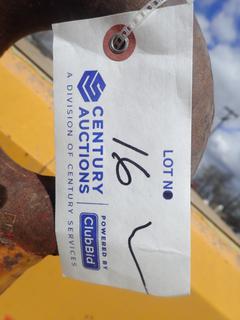 CENTURY
AUCTIONS
A DIVISION OF CENTURY SERVICES
POWERED BY
ClubBid
LOT NO
16